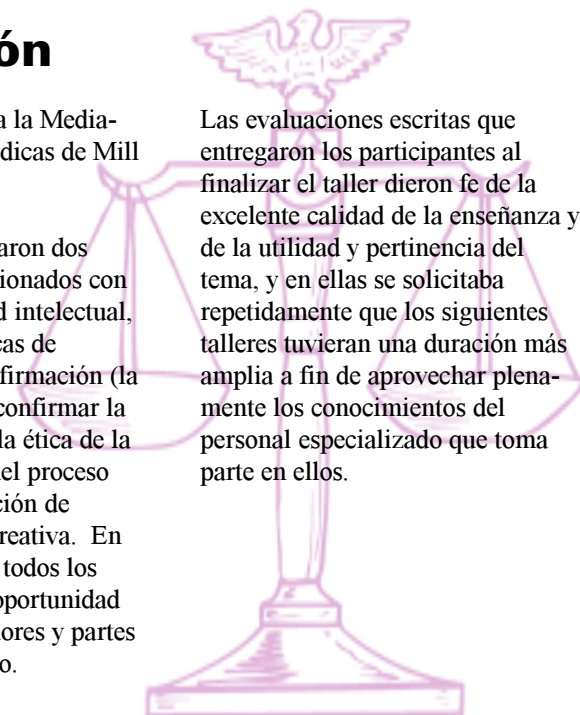 ón
a la Media-
dicas de Mill
aron dos
ionados con
d intelectual,
cas de
firmación (la
confirmar la
la ética de la
el proceso
ción de
reativa. En
todos los
oportunidad
ores y partes
o.
Las evaluaciones escritas que
entregaron los participantes al
finalizar el taller dieron fe de la
excelente calidad de la enseñanza y
de la utilidad y pertinencia del
tema, y en ellas se solicitaba
repetidamente que los siguientes
talleres tuvieran una duración más
amplia a fin de aprovechar plena-
mente los conocimientos del
personal especializado que toma
parte en ellos.